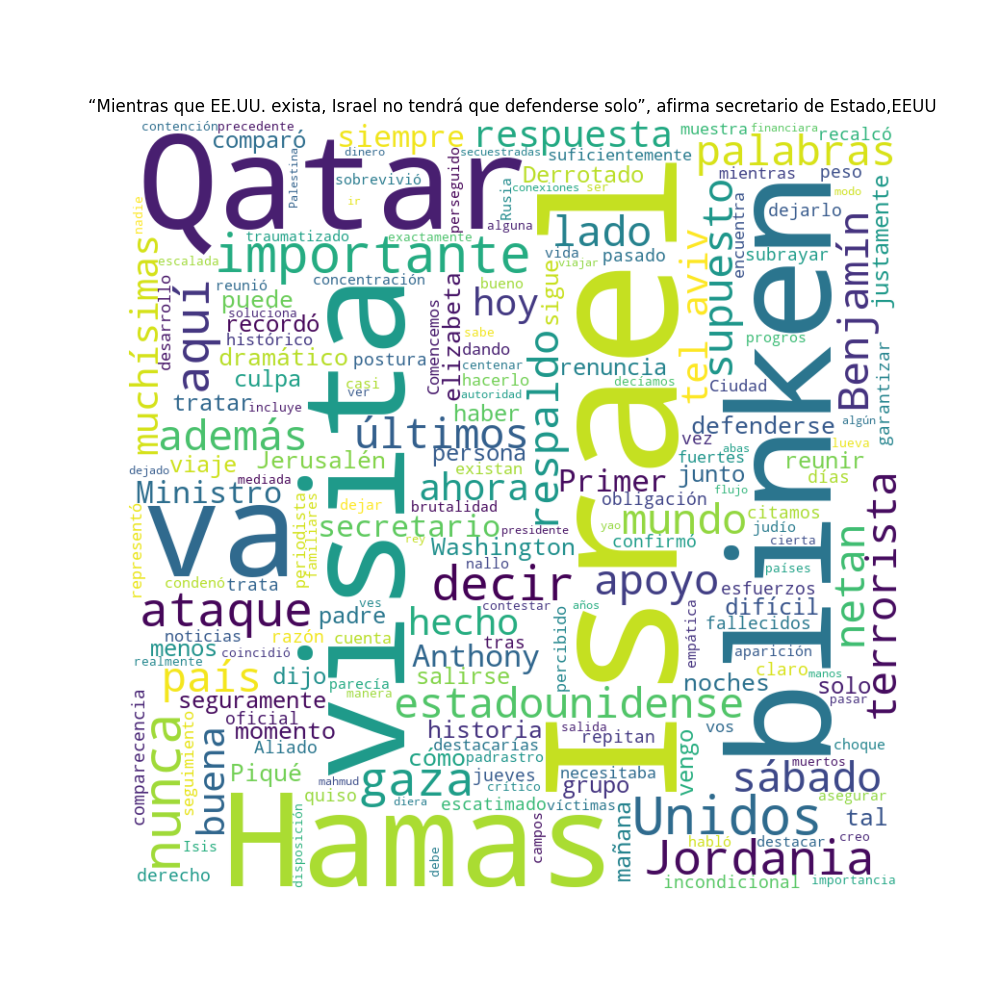 “Mientras que EE.UU. exista, Israel no tendrá que defenderse solo”, afirma secretario de Estado,EEUU
contención
precedente
comparó
siempre
respuesta
muestra
financiara
recalcó
Qatar
dinero
secuestradas
suficientemente
palabras
Palestina
sobrevivió
perseguido
conexiones
ser
Derrotado
mientras
peso
modo
nadie
ir
Rusia
alguna
Israel
lado
supuesto
blinken
dejarlo
justamente
muchísimas
traumatizado
exactamente
importante
vida
pasado
viajar
encuentra
subrayar
Benjamín
escalada
reunió
concentración
bueno
sigue
tel aviv
desarrollo
aquí
puede
soluciona
visita
elizabeta
hoy
recordó
Comencemos
sabe
respaldo
progros
histórico
dando
renuncia
garantizar
dramático
postura
centenar
culpa
casi
hacerlo
decíamos
Ciudad
ver
autoridad
tratar
incluye
haber
defenderse
algún
además
últimos
persona
vez
abas
lueva
dejado
viaje
Jerusalén
existan
Primer
fuertes
junto
reunir
mediada
ahora
obligación
flujo
días
Ministro
terrorista
representó
va
periodista
familiares
dejar
brutalidad
mundo
citamos
secretario
presidente
judío
netan
rey
yao
confirmó
cierta
Washington
condenó
trata
nallo
países
decir
apoyo
esfuerzos
ataque
padre
ves
contestar
años
difícil
hecho
percibido
empática
fallecidos
noticias
razón
cuenta
tras
menos
coincidió
aparición
realmente
Anthony
claro
manos
país
dijo
parecía
salirse
noches
solo
manera
pasar
comparecencia
seguramente
estadounidense
nunca
seguimiento
oficial
momento
historia
salida
repitan
vos
buena
Aliado
destacarías
vengo
choque
cómo
padrastro
Piqué
mahmud
gaza
jueves
necesitaba
muertos
crítico
grupo
sábado
quiso
diera
escatimado
víctimas
asegurar
Hamas
mañana
Unidos
tal
Isis
disposición
debe
campos
habló
destacar
creo
Jordania
derecho
incondicional
importancia